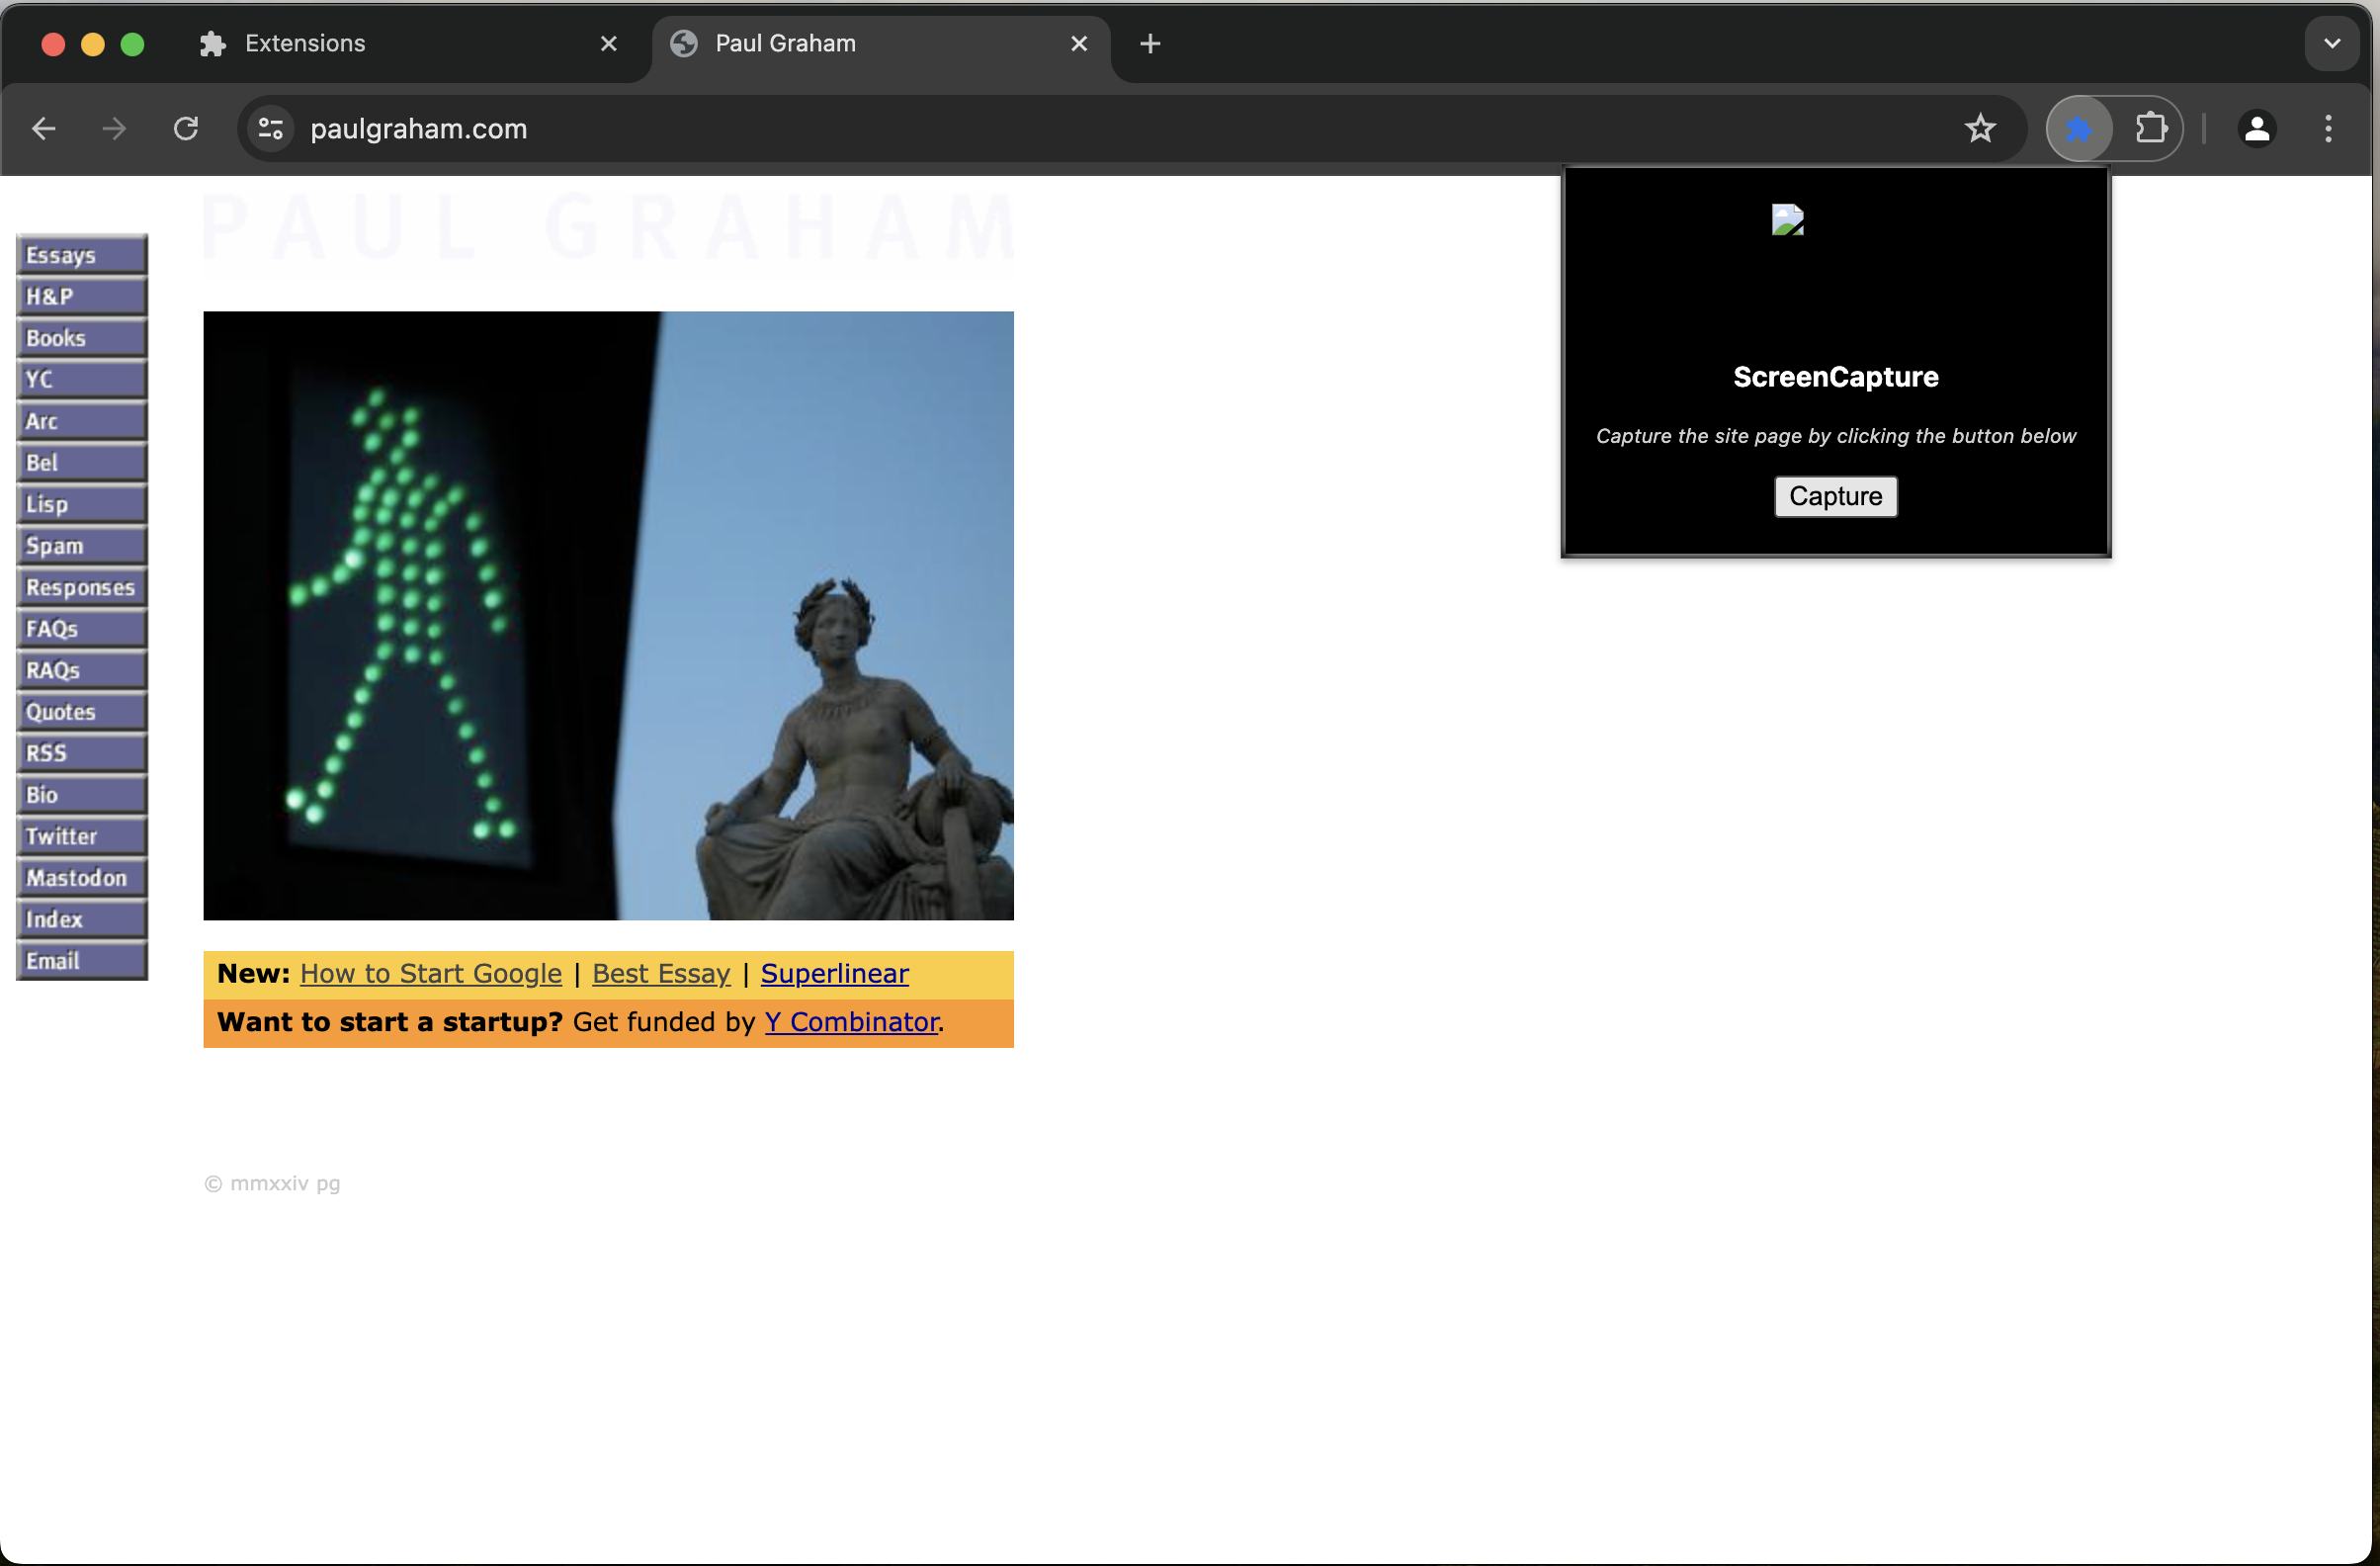 Extensions
Paul Graham
paulgraham.com
PAUL GRAHAM
Essays
H&P
Books
YC
Arc
Bel
Lisp
Spam
Responses
FAQs
RAQs
Quotes
RSS
Bio
Twitter
Mastodon
Index
Email
New: How to Start Google | Best Essay | Superlinear
Want to start a startup? Get funded by Y Combinator.
© mmxxiv pg
ScreenCapture
Capture the site page by clicking the button below
Capture